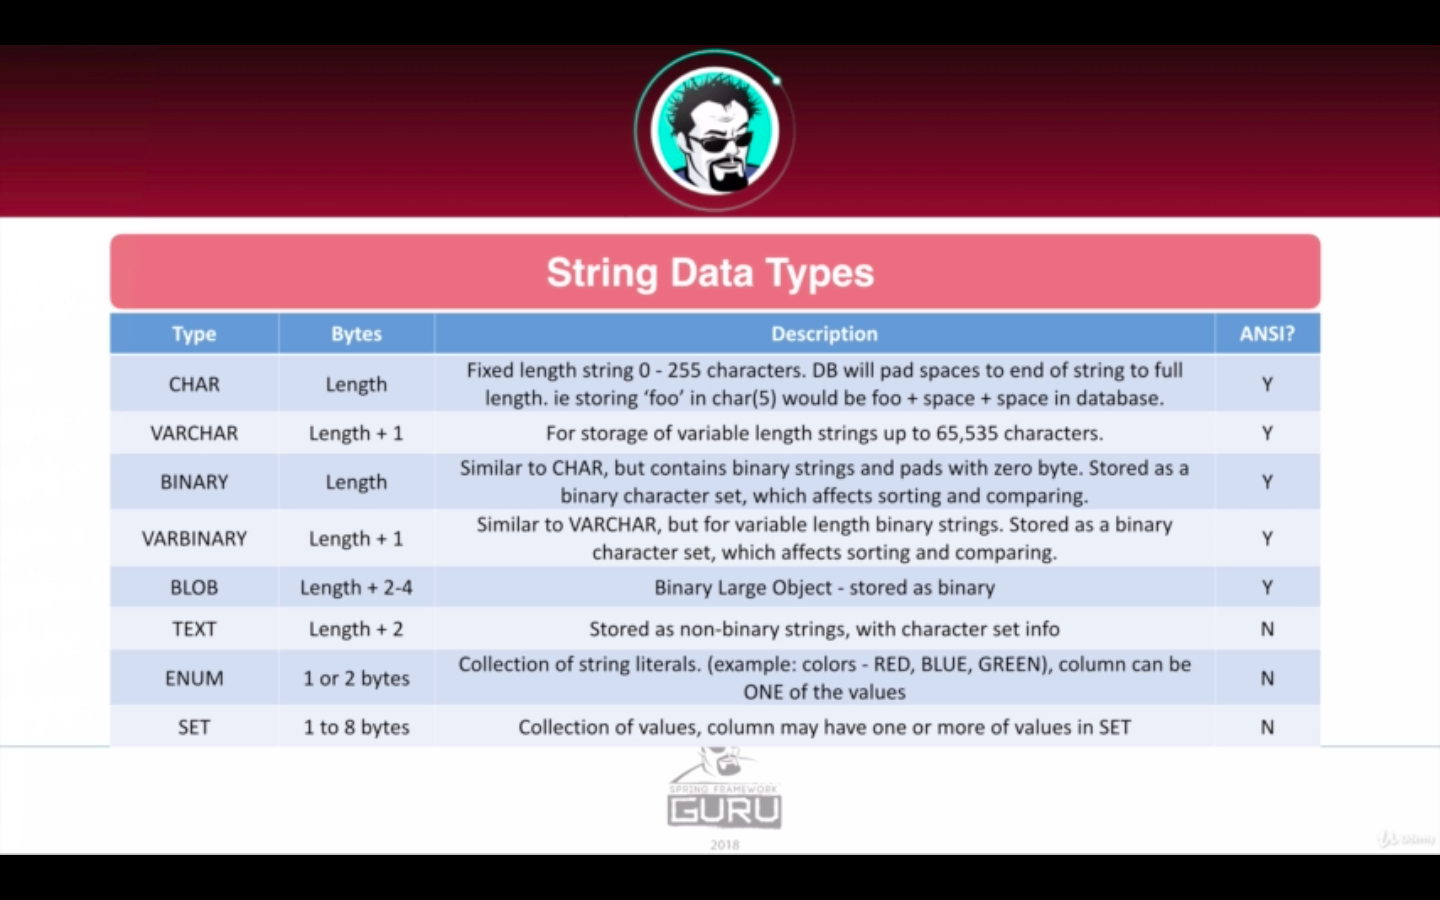 String Data Types
Type Bytes Description ANSI?
CHAR Length Fixed length string 0 - 255 characters. DB will pad spaces to end of string to full
length. ie storing ‘foo’ in char(5) would be foo + space + space in database. Y
VARCHAR Length + 1 For storage of variable length strings up to 65,535 characters. Y
BINARY Length Similar to CHAR, but contains binary strings and pads with zero byte. Stored as a
binary character set, which affects sorting and comparing. Y
VARBINARY Length + 1 Similar to VARCHAR, but for variable length binary strings. Stored as a binary
character set, which affects sorting and comparing. Y
BLOB Length + 2-4 Binary Large Object - stored as binary Y
TEXT Length + 2 Stored as non-binary strings, with character set info N
ENUM 1 or 2 bytes Collection of string literals. (example: colors - RED, BLUE, GREEN), column can be
ONE of the values N
SET 1 to 8 bytes Collection of values, column may have one or more of values in SET N
SPRING FRAMEWORK
GURU
2018
Udemy